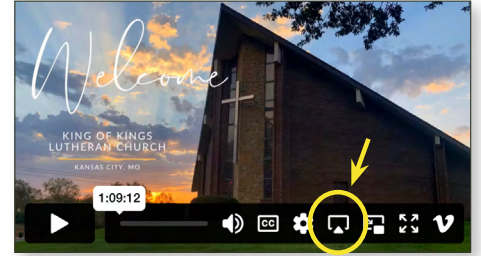 Welcome
KING OF KINGS
LUTHERAN CHURCH
KANSAS CITY, MO
1:09:12
CC